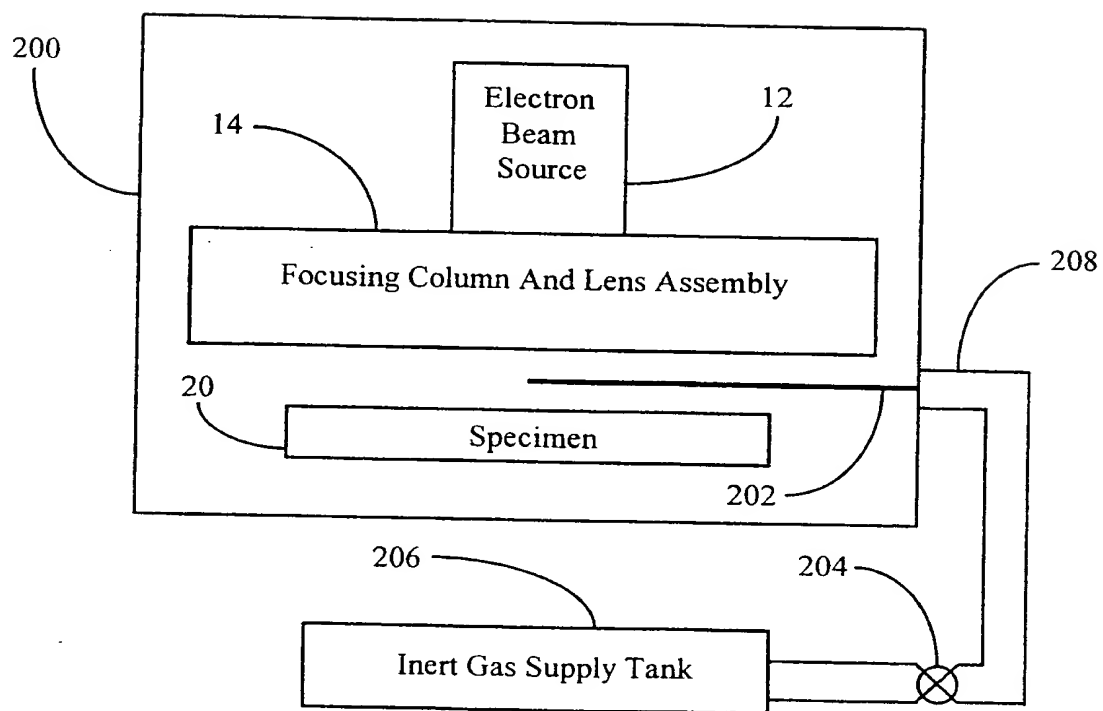 200
14
Electron
Beam
Source
12
Focusing Column And Lens Assembly
208
20
Specimen
202
206
204
Inert Gas Supply Tank